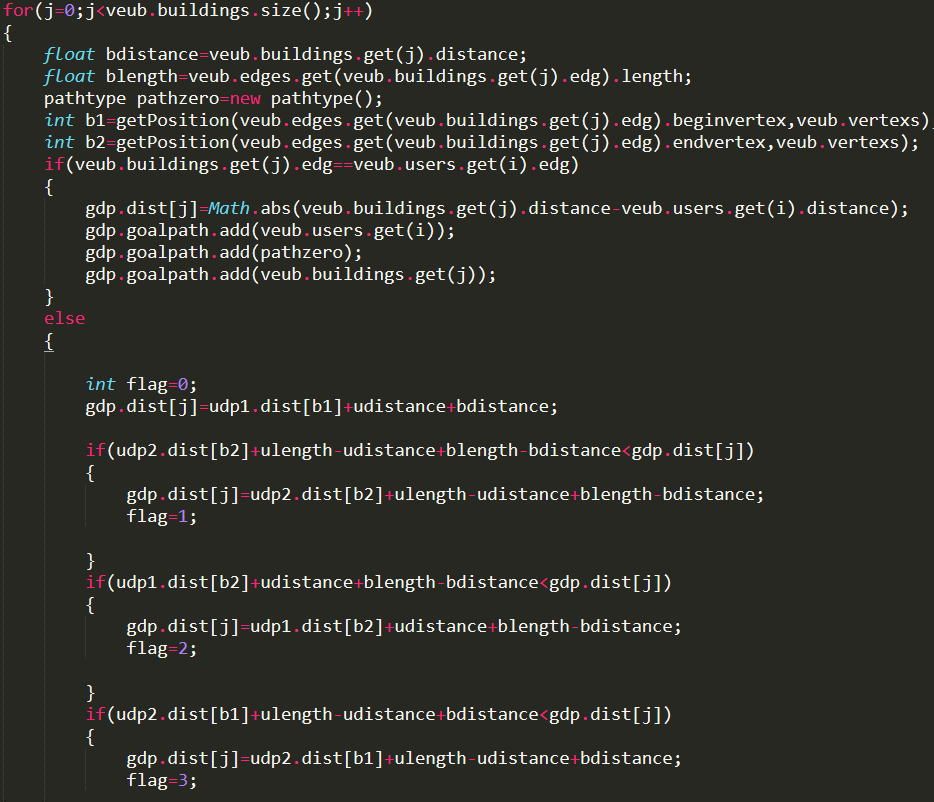 for(j=0;j<veub.buildings.size();j++)
{
float bdistance=veub.buildings.get(j).distance;
float blength=veub.edges.get(veub.buildings.get(j).edg).length;
pathtype pathzero=new pathtype();
int b1=getPosition(veub.edges.get(veub.buildings.get(j).edg).beginvertex,veub.vertexs)
int b2=getPosition(veub.edges.get(veub.buildings.get(j).edg).endvertex,veub.vertexs);
if(veub.buildings.get(j).edg==veub.users.get(i).edg)
{
gdp.dist[j]=Math.abs(veub.buildings.get(j).distance-veub.users.get(i).distance);
gdp.goalpath.add(veub.users.get(i));
gdp.goalpath.add(pathzero);
gdp.goalpath.add(veub.buildings.get(j));
}
else
{
int flag=0;
gdp.dist[j]=udp1.dist[b1]+udistance+bdistance;
if(udp2.dist[b2]+ulength-udistance+blength-bdistance<gdp.dist[j])
{
gdp.dist[j]=udp2.dist[b2]+ulength-udistance+blength-bdistance;
flag=1;
}
if(udp1.dist[b2]+udistance+blength-bdistance<gdp.dist[j])
{
gdp.dist[j]=udp1.dist[b2]+udistance+blength-bdistance;
flag=2;
}
if(udp2.dist[b1]+ulength-udistance+bdistance<gdp.dist[j])
{
gdp.dist[j]=udp2.dist[b1]+ulength-udistance+bdistance;
flag=3;